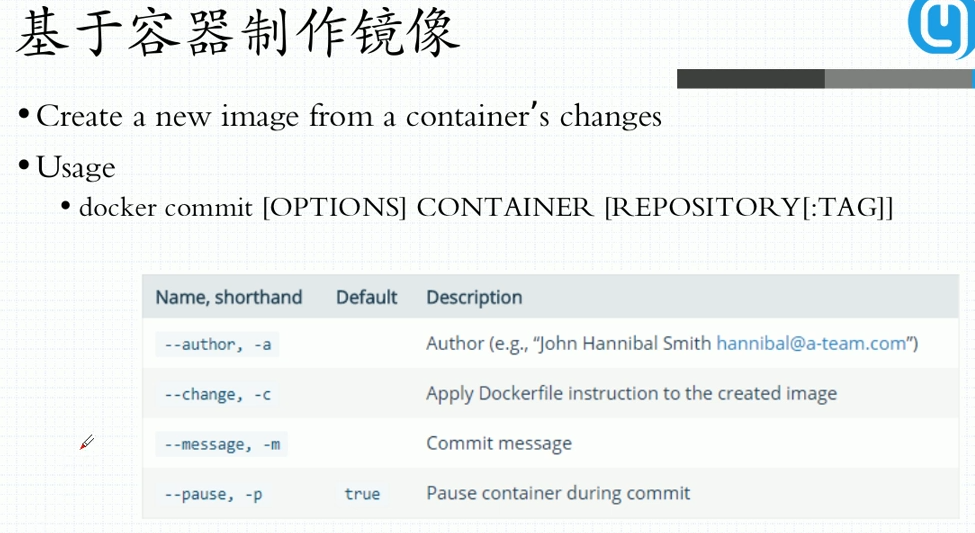 基于容器制作镜像
• Create a new image from a container's changes
• Usage
• docker commit [OPTIONS] CONTAINER [REPOSITORY[:TAG]]
Name, shorthand Default Description
--author, -a Author (e.g., “John Hannibal Smith hannibal@a-team.com”)
--change, -c Apply Dockerfile instruction to the created image
--message, -m Commit message
--pause, -p true Pause container during commit